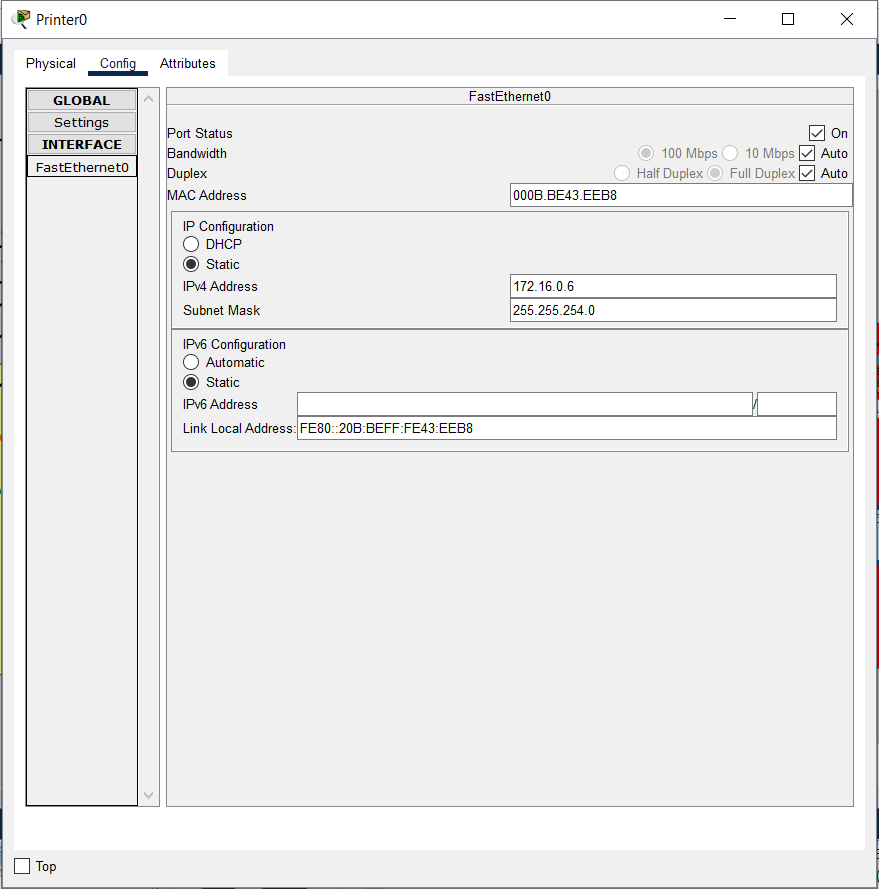 Printer0
Physical Config Attributes
GLOBAL
Settings
INTERFACE
FastEthernet0
FastEthernet0
Port Status On
Bandwidth 100 Mbps 10 Mbps Auto
Duplex Half Duplex Full Duplex Auto
MAC Address 000B.BE43.EEB8
IP Configuration
DHCP
Static
IPv4 Address 172.16.0.6
Subnet Mask 255.255.254.0
IPv6 Configuration
Automatic
Static
IPv6 Address /
Link Local Address: FE80::20B:BEFF:FE43:EEB8
Top